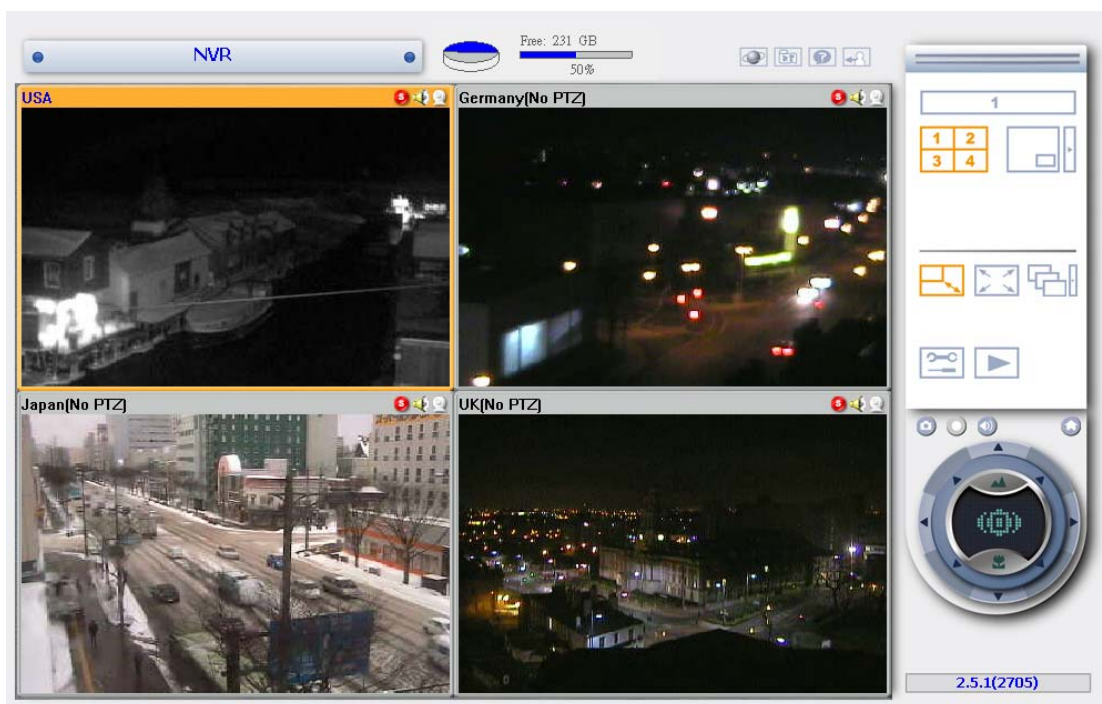 NVR
Free: 231 GB
50%
USA
S
Germany(No PTZ)
S
Japan(No PTZ)
S
UK(No PTZ)
S
1
1 2
3 4
2.5.1(2705)